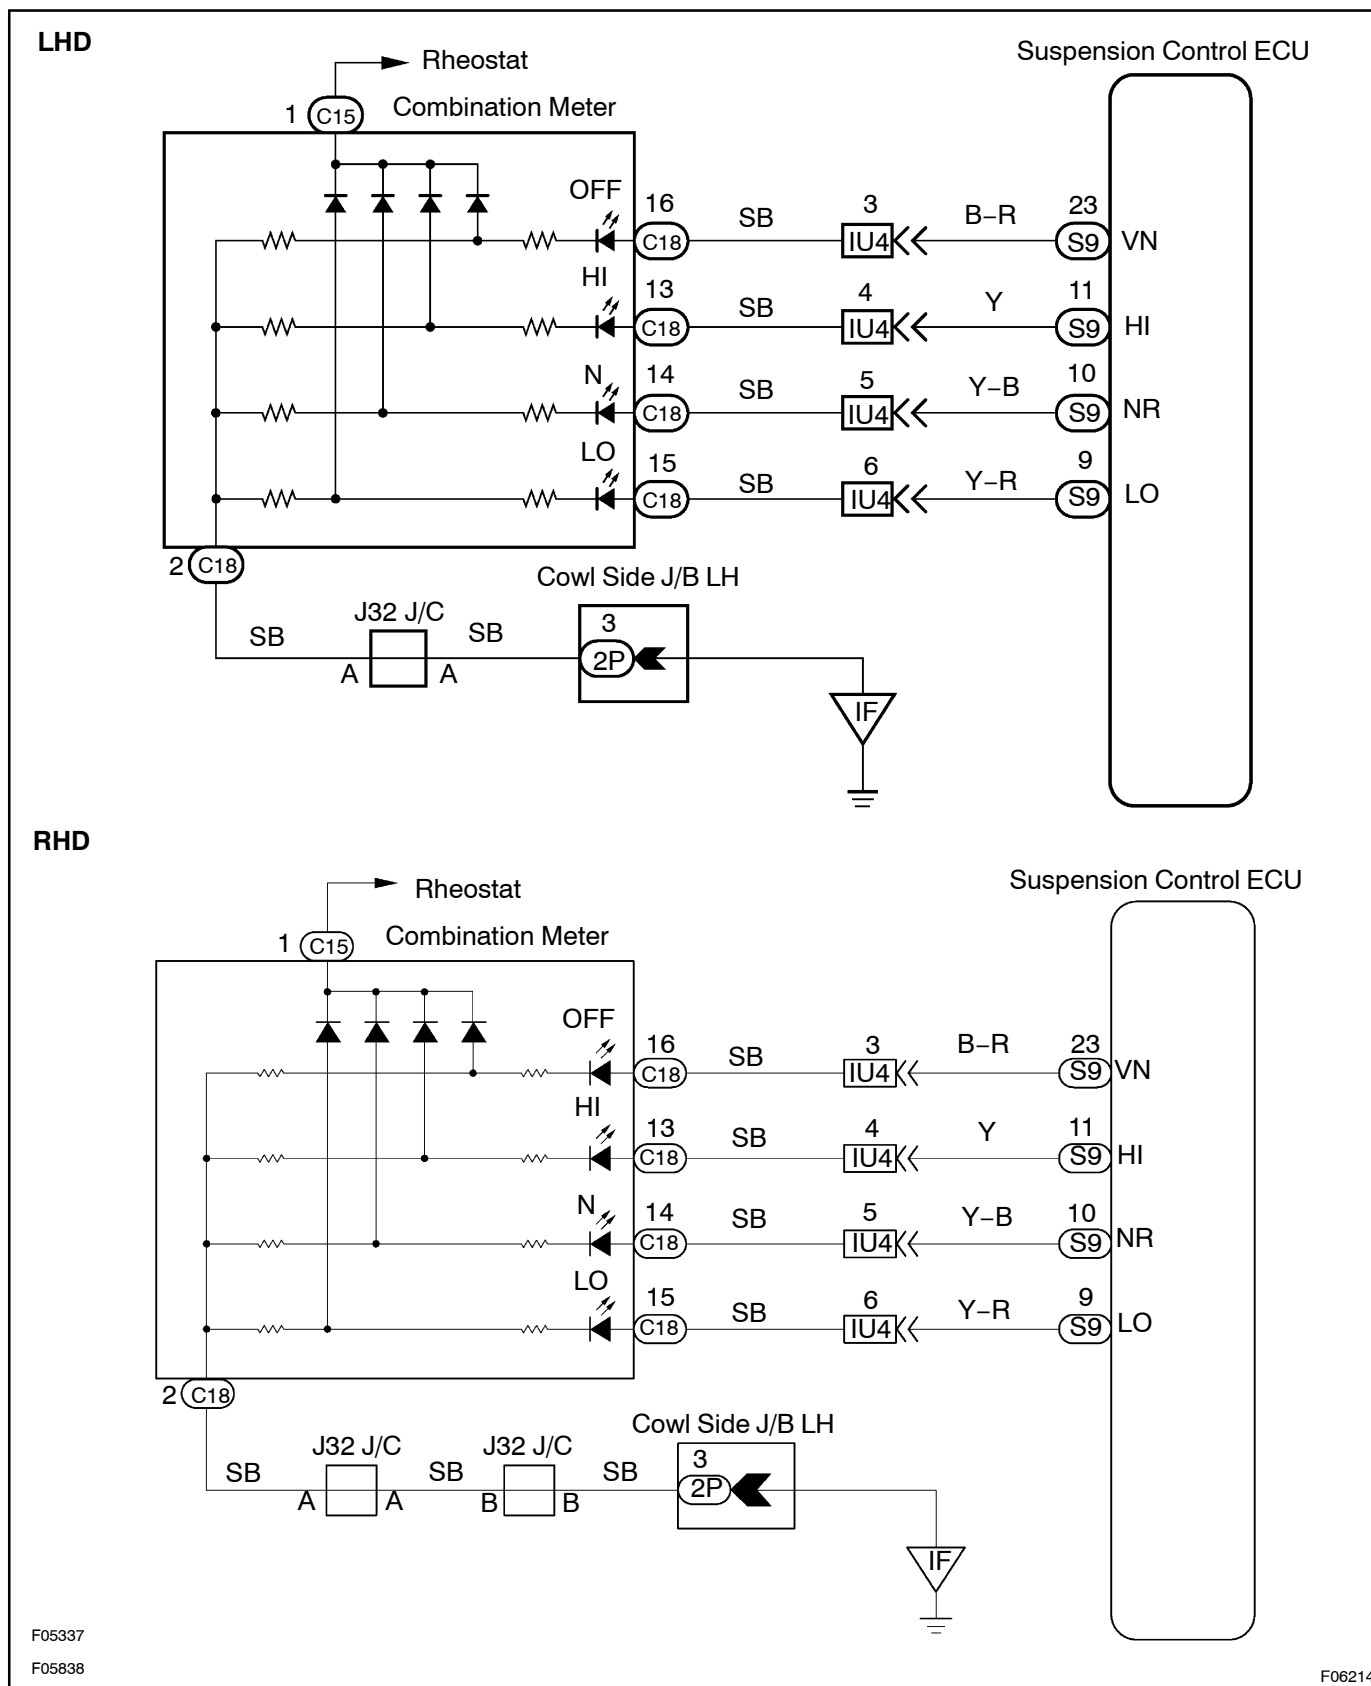 LHD
Rheostat
Suspension Control ECU
1 C15 Combination Meter
OFF 16 C18 SB 3 IU4 B–R 23 S9 VN
HI 13 C18 SB 4 IU4 Y 11 S9 HI
N 14 C18 SB 5 IU4 Y–B 10 S9 NR
LO 15 C18 SB 6 IU4 Y–R 9 S9 LO
2 C18
Cowl Side J/B LH
J32 J/C
SB A A SB 3 2P
IF
RHD
Rheostat
Suspension Control ECU
1 C15 Combination Meter
OFF 16 C18 SB 3 IU4 B–R 23 S9 VN
HI 13 C18 SB 4 IU4 Y 11 S9 HI
N 14 C18 SB 5 IU4 Y–B 10 S9 NR
LO 15 C18 SB 6 IU4 Y–R 9 S9 LO
2 C18
Cowl Side J/B LH
J32 J/C J32 J/C
SB A A SB B B SB 3 2P
IF
F05337
F05838
F06214